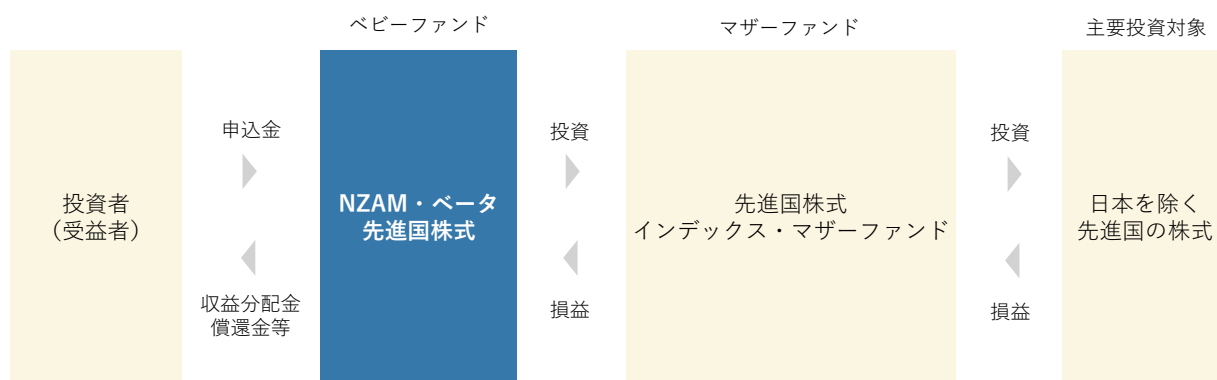 ベビーファンド
マザーファンド
主要投資対象
投資者
（受益者）
申込金
収益分配金
償還金等
NZAM・ベータ
先進国株式
投資
損益
先進国株式
インデックス・マザーファンド
投資
損益
日本を除く
先進国の株式